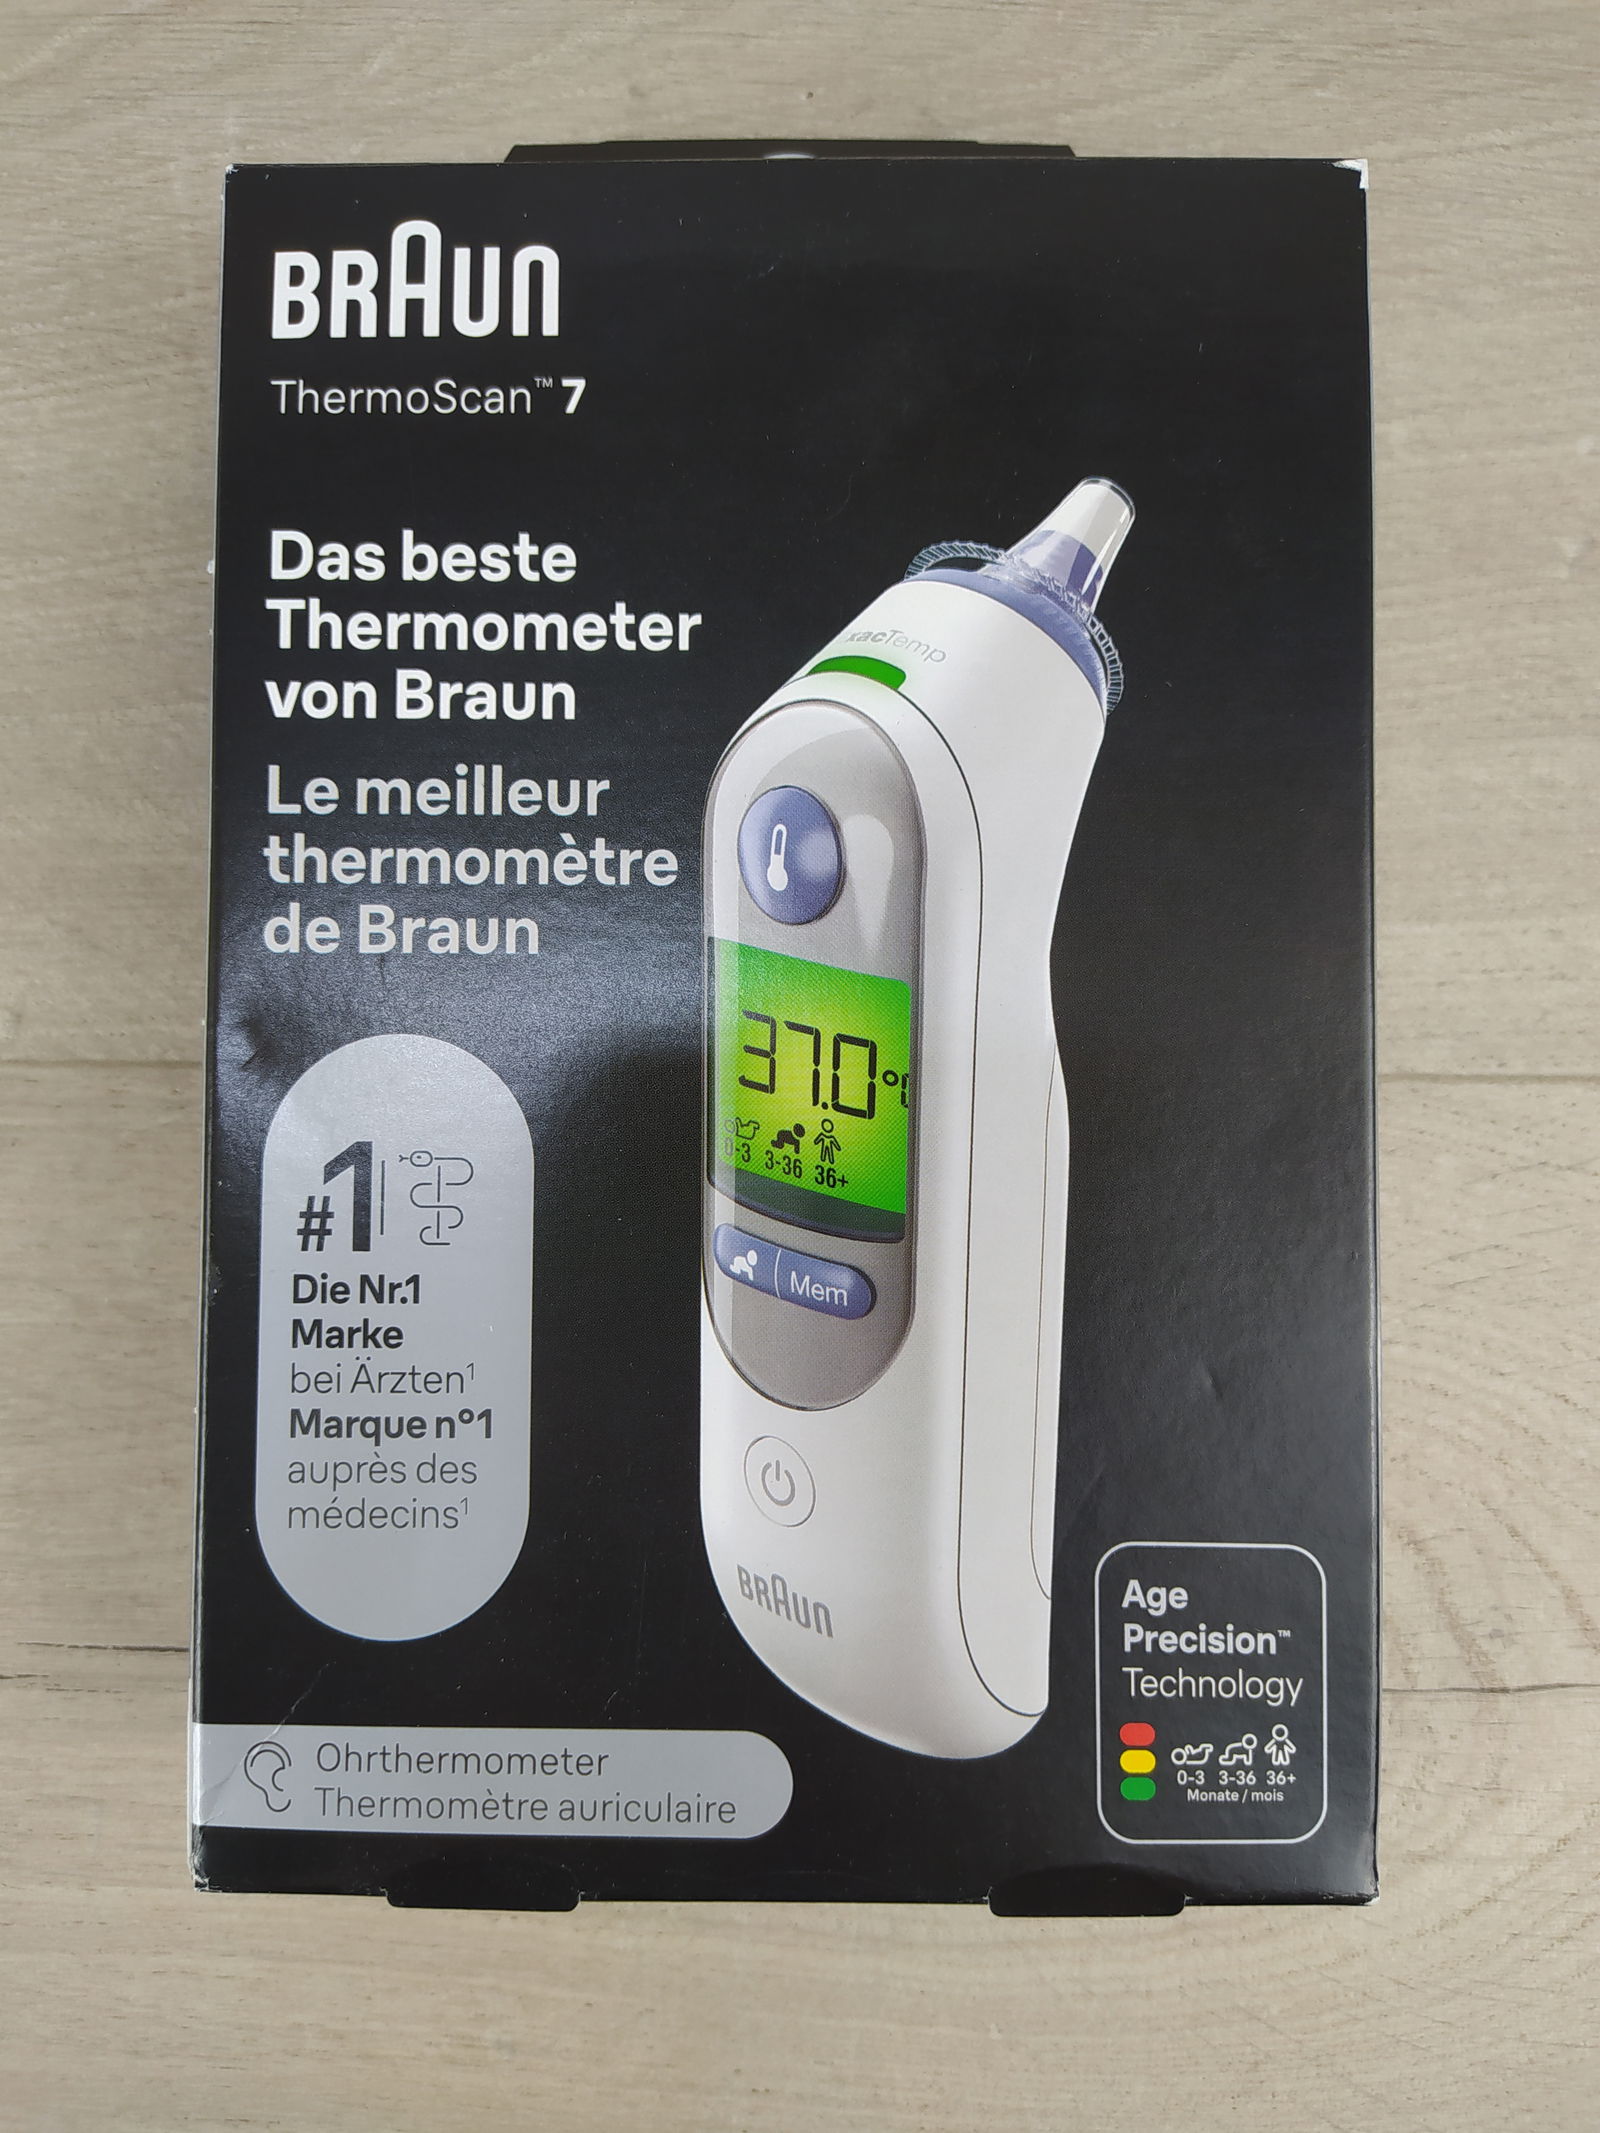 BRAUN
ThermoScan™ 7
Das beste
Thermometer
von Braun
Le meilleur
thermomètre
de Braun
#1
Die Nr.1
Marke
bei Ärzten¹
Marque n°1
auprès des
médecins¹
Ohrthermometer
Thermomètre auriculaire
37.0°
0-3 3-36 36+
Mem
BRAUN
Age
Precision™
Technology
0-3 3-36 36+
Monate / mois